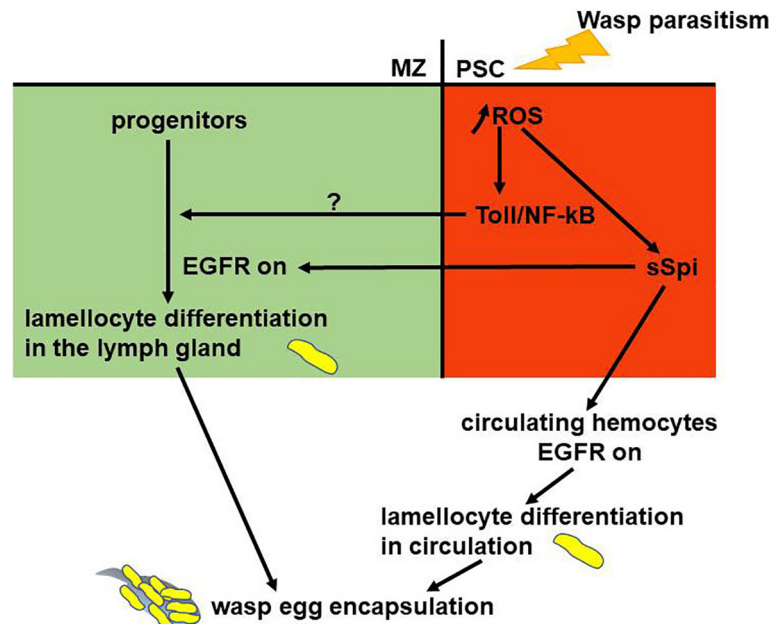 Wasp parasitism
MZ
PSC
progenitors
ROS
?
Toll/NF-kB
EGFR on
sSpi
lamellocyte differentiation
in the lymph gland
circulating hemocytes
EGFR on
lamellocyte differentiation
in circulation
wasp egg encapsulation